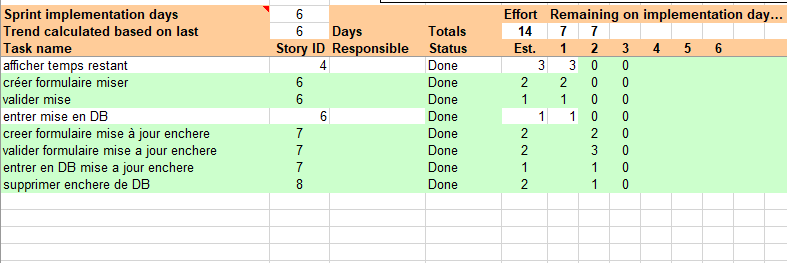 Sprint implementation days 6 Effort Remaining on implementation day…
Trend calculated based on last 6 Days Totals 14 7 7
Task name Story ID Responsible Status Est. 1 2 3 4 5 6
afficher temps restant 4 Done 3 3 0 0
créer formulaire miser 6 Done 2 2 0 0
valider mise 6 Done 1 1 0 0
entrer mise en DB 6 Done 1 1 0 0
creer formulaire mise à jour enchere 7 Done 2 2 0
valider formulaire mise a jour enchere 7 Done 2 3 0
entrer en DB mise a jour enchere 7 Done 1 1 0
supprimer enchere de DB 8 Done 2 1 0